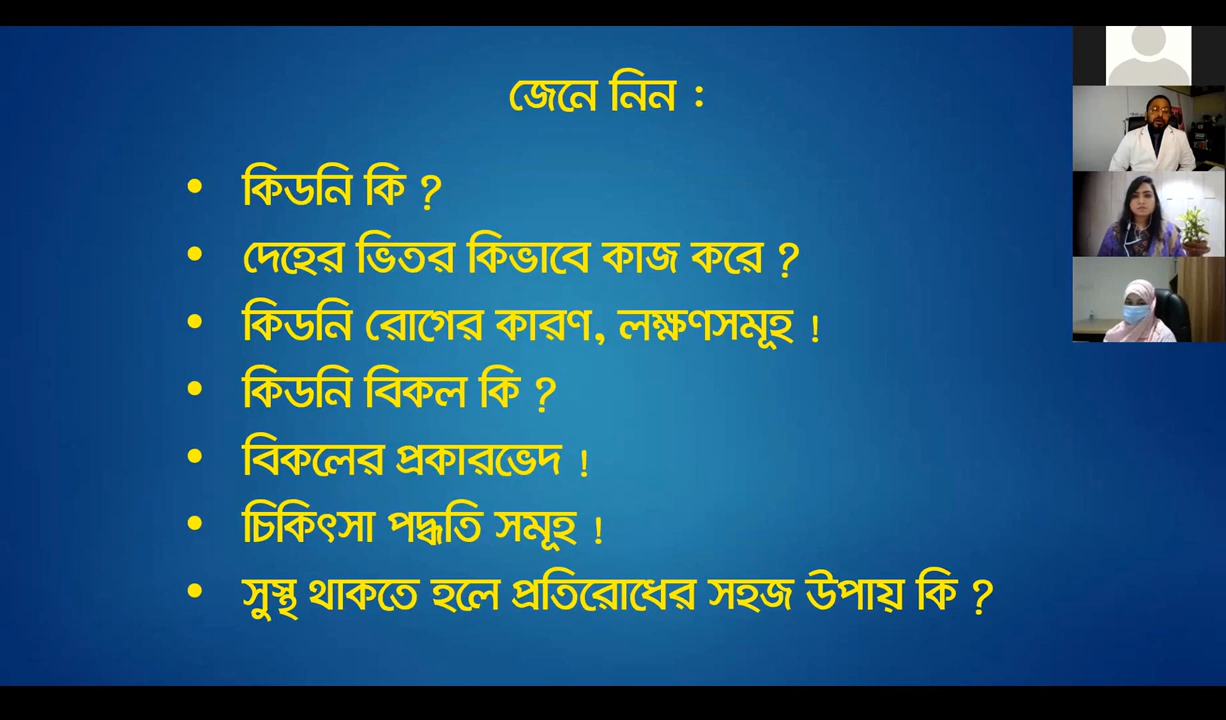 জেনে নিন :
• কিডনি কি ?
• দেহের ভিতর কিভাবে কাজ করে ?
• কিডনি রোগের কারণ, লক্ষণসমূহ !
• কিডনি বিকল কি ?
• বিকলের প্রকারভেদ !
• চিকিৎসা পদ্ধতি সমূহ !
• সুস্থ থাকতে হলে প্রতিরোধের সহজ উপায় কি ?